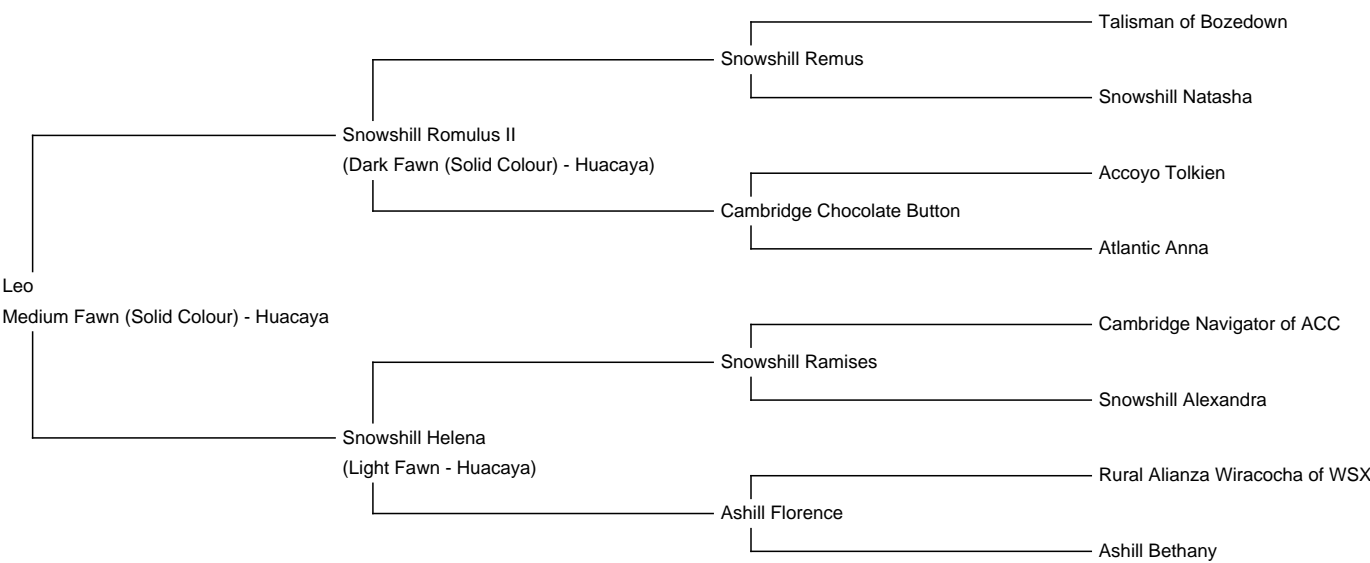 Talisman of Bozedown
Snowshill Remus
Snowshill Natasha
Snowshill Romulus II
(Dark Fawn (Solid Colour) - Huacaya)
Accoyo Tolkien
Cambridge Chocolate Button
Atlantic Anna
Leo
Medium Fawn (Solid Colour) - Huacaya
Cambridge Navigator of ACC
Snowshill Ramises
Snowshill Alexandra
Snowshill Helena
(Light Fawn - Huacaya)
Rural Alianza Wiracocha of WSX
Ashill Florence
Ashill Bethany